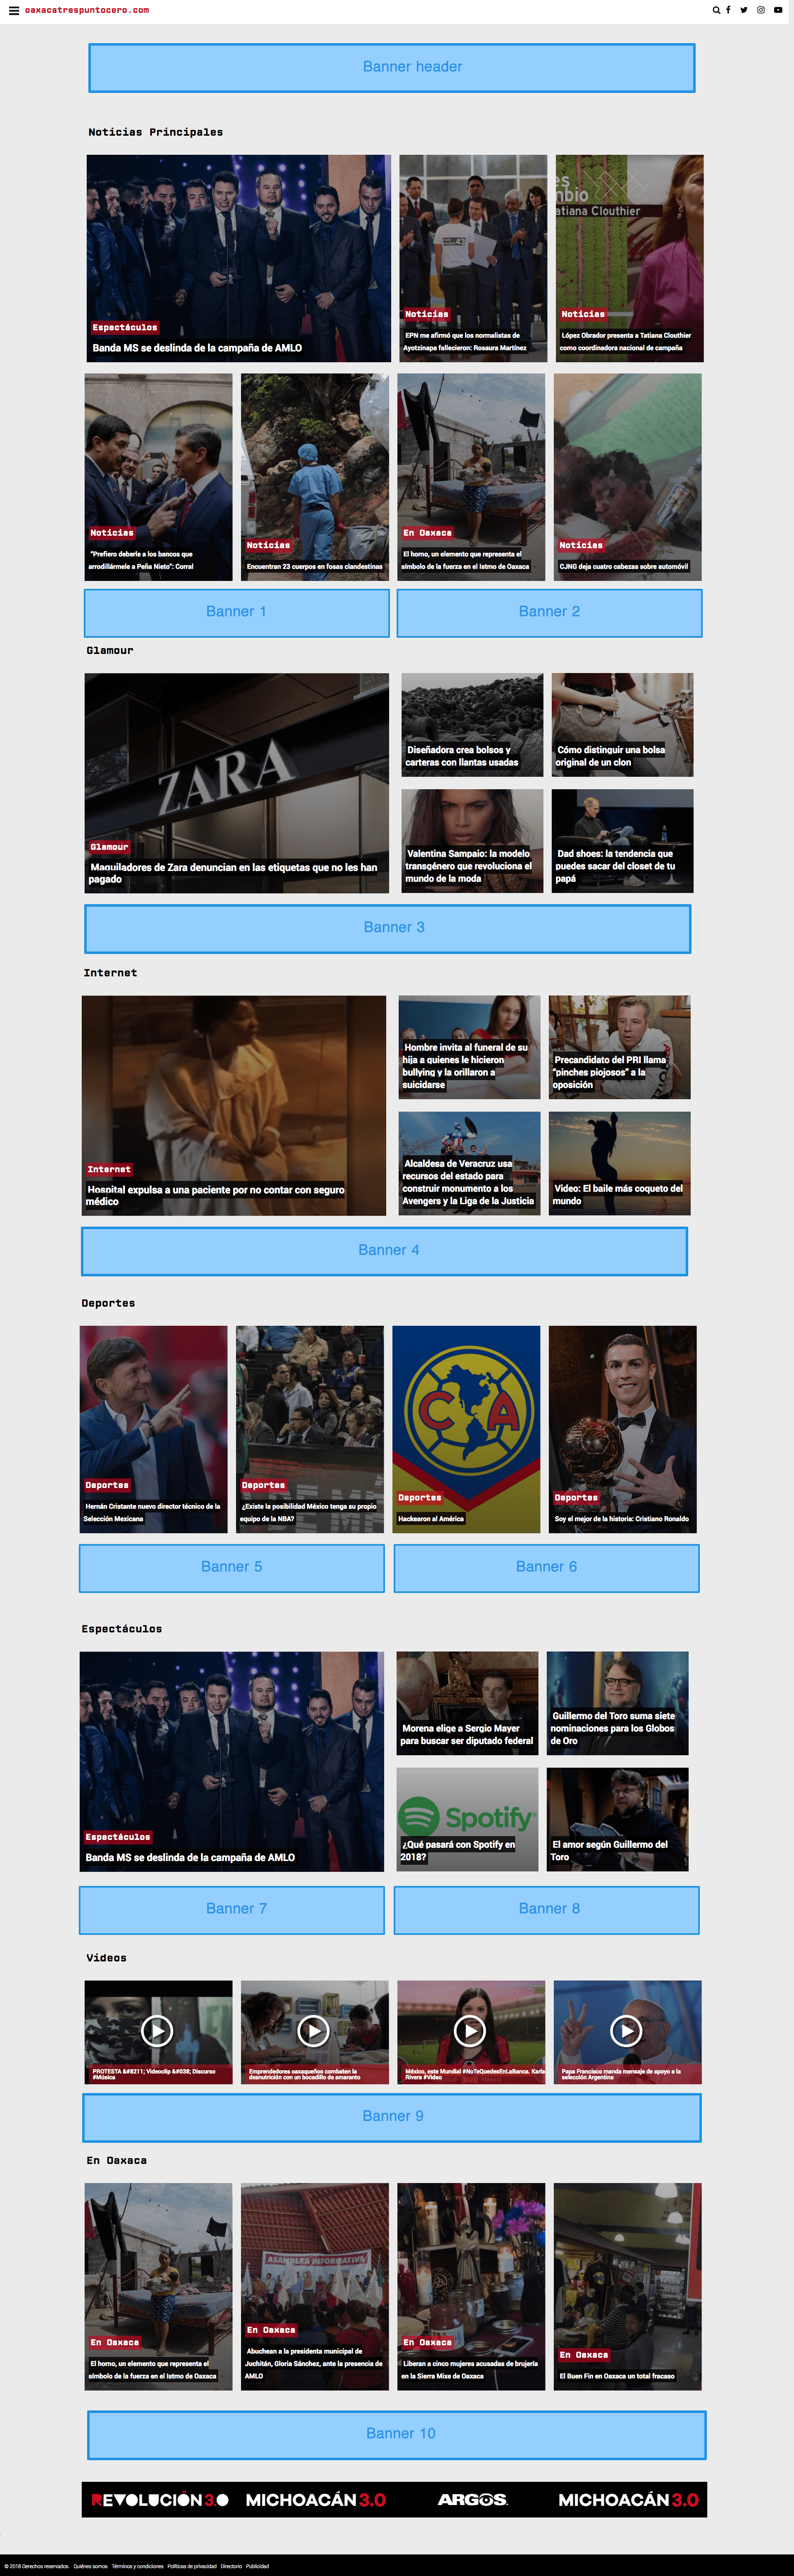 oaxacatrespuntocero.com
Banner header
Noticias Principales
Espectáculos
Banda MS se deslinda de la campaña de AMLO
Noticias
EPN me afirmó que los normalistas de
Ayotzinapa fallecieron: Rosaura Martínez
es
nbio
atiana Clouthier
Noticias
López Obrador presenta a Tatiana Clouthier
como coordinadora nacional de campaña
Noticias
"Prefiero deberle a los bancos que
arrodillármele a Peña Nieto": Corral
Noticias
Encuentran 23 cuerpos en fosas clandestinas
En Oaxaca
El horno, un elemento que representa el
símbolo de la fuerza en el Istmo de Oaxaca
Noticias
CJNG deja cuatro cabezas sobre automóvil
Banner 1
Banner 2
Glamour
ZARA
Glamour
Maquiladores de Zara denuncian en las etiquetas que no les han
pagado
Diseñadora crea bolsos y
carteras con llantas usadas
Cómo distinguir una bolsa
original de un clon
Valentina Sampaio: la modelo
transgénero que revoluciona el
mundo de la moda
Dad shoes: la tendencia que
puedes sacar del closet de tu
papá
Banner 3
Internet
Internet
Hospital expulsa a una paciente por no contar con seguro
médico
Hombre invita al funeral de su
hija a quienes le hicieron
bullying y la orillaron a
suicidarse
Precandidato del PRI llama
"pinches piojosos" a la
oposición
Alcaldesa de Veracruz usa
recursos del estado para
construir monumento a los
Avengers y la Liga de la Justicia
Video: El baile más coqueto del
mundo
Banner 4
Deportes
Deportes
Hernán Cristante nuevo director técnico de la
Selección Mexicana
Deportes
¿Existe la posibilidad México tenga su propio
equipo de la NBA?
C A
Deportes
Hackearon al América
Deportes
Soy el mejor de la historia: Cristiano Ronaldo
Banner 5
Banner 6
Espectáculos
Espectáculos
Banda MS se deslinda de la campaña de AMLO
Morena elige a Sergio Mayer
para buscar ser diputado federal
Guillermo del Toro suma siete
nominaciones para los Globos
de Oro
Spotify
¿Qué pasará con Spotify en
2018?
El amor según Guillermo del
Toro
Banner 7
Banner 8
Videos
PROTESTA &#8211; Videoclip &#038; Discurso
#Música
Emprendedores oaxaqueños combaten la
desnutrición con un bocadillo de amaranto
México, este Mundial #NoTeQuedesEnLaBanca. Karla
Rivera #Video
Papa Francisco manda mensaje de apoyo a la
selección Argentina
Banner 9
En Oaxaca
En Oaxaca
El horno, un elemento que representa el
símbolo de la fuerza en el Istmo de Oaxaca
ASAMBLEA INFORMATIVA
En Oaxaca
Abuchean a la presidenta municipal de
Juchitán, Gloria Sánchez, ante la presencia de
AMLO
En Oaxaca
Liberan a cinco mujeres acusadas de brujería
en la Sierra Mixe de Oaxaca
En Oaxaca
El Buen Fin en Oaxaca un total fracaso
Banner 10
REVOLUCIÓN3.0 MICHOACÁN3.0 ARGOS MICHOACÁN3.0
© 2018 Derechos reservados. Quiénes somos Términos y condiciones Políticas de privacidad Directorio Publicidad